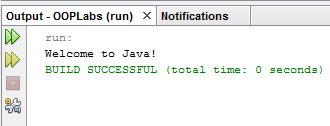 Output - OOPLabs (run) × Notifications
run:
Welcome to Java!
BUILD SUCCESSFUL (total time: 0 seconds)